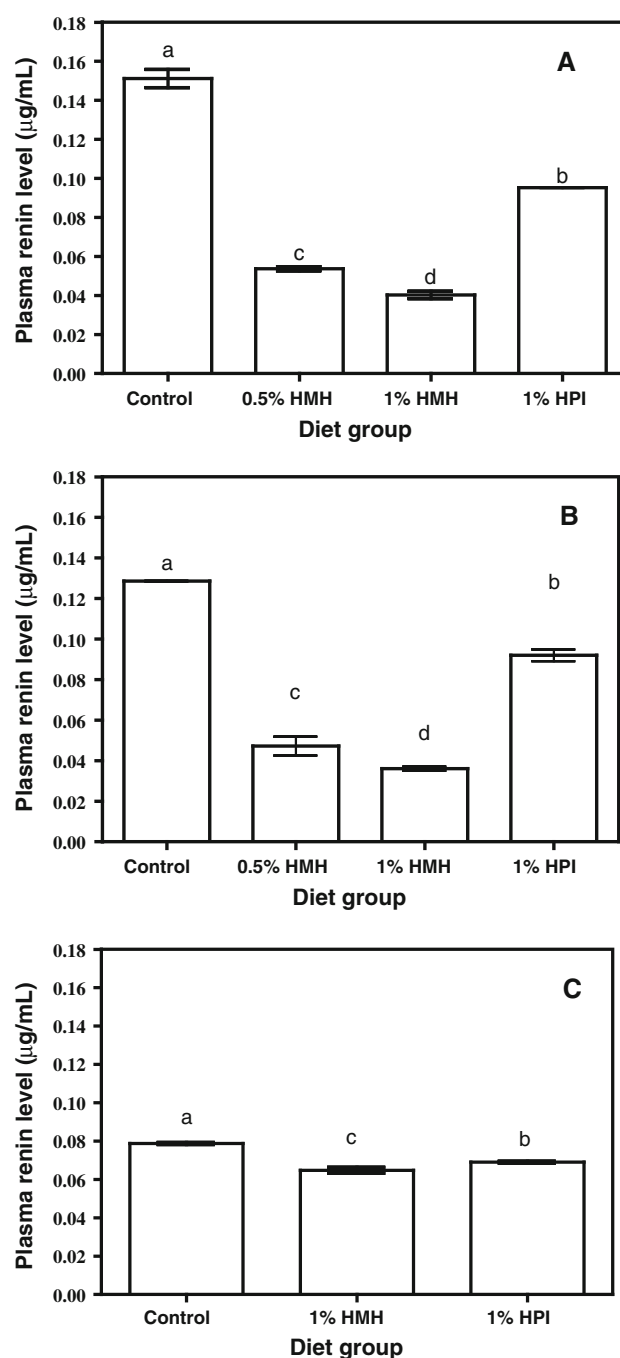 A
Plasma renin level (μg/mL)
0.18
0.16
0.14
0.12
0.10
0.08
0.06
0.04
0.02
0.00
a
c
d
b
Control 0.5% HMH 1% HMH 1% HPI
Diet group
B
Plasma renin level (μg/mL)
0.18
0.16
0.14
0.12
0.10
0.08
0.06
0.04
0.02
0.00
a
c
d
b
Control 0.5% HMH 1% HMH 1% HPI
Diet group
C
Plasma renin level (μg/mL)
0.18
0.16
0.14
0.12
0.10
0.08
0.06
0.04
0.02
0.00
a
c
b
Control 1% HMH 1% HPI
Diet group